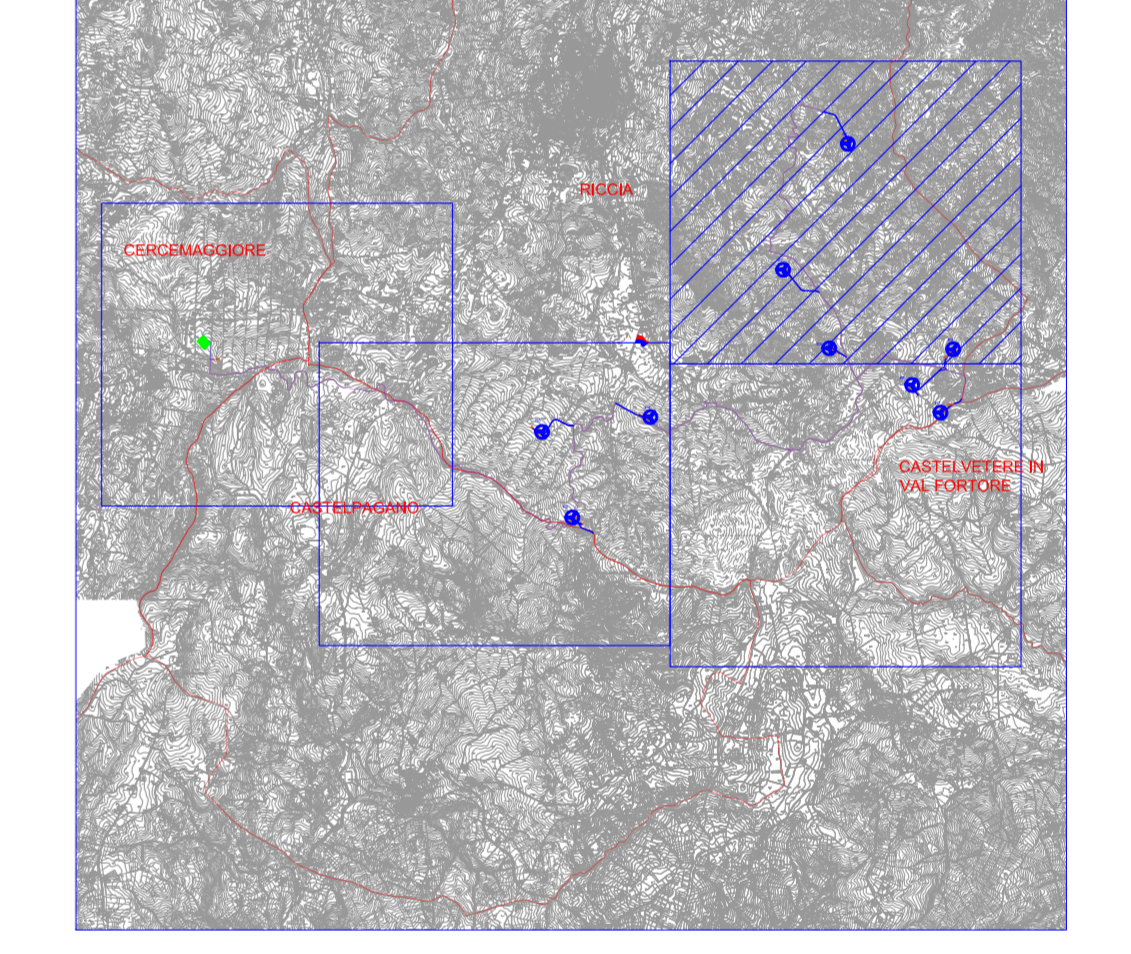 RICCIA
CERCEMAGGIORE
CASTELVETERE IN
VAL FORTORE
CASTELPAGANO